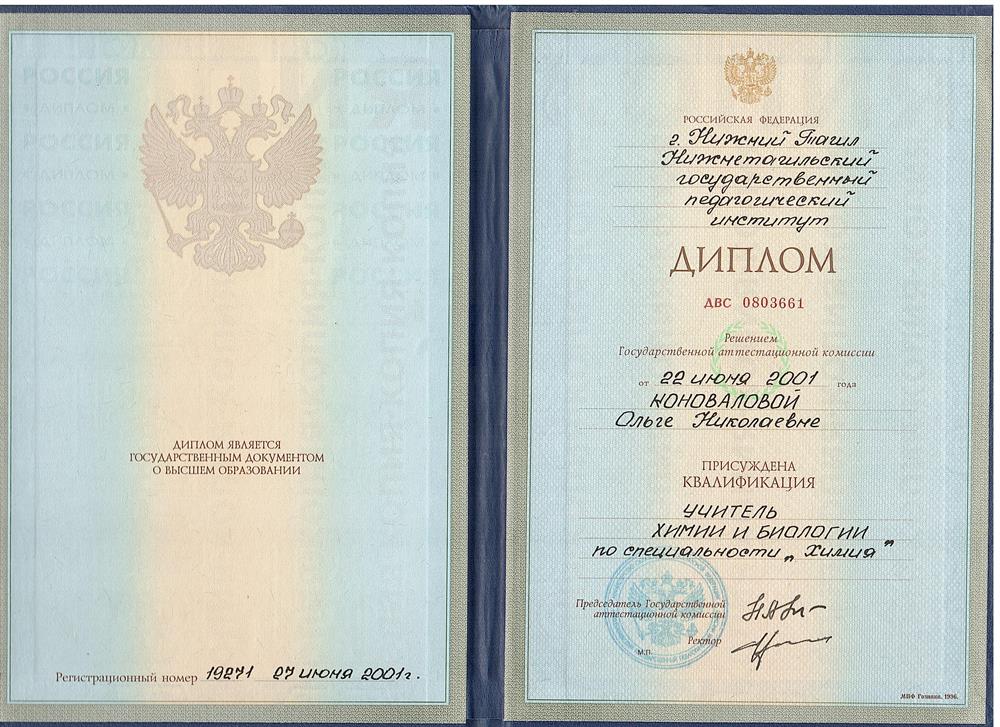 РОССИЯ РОССИЯ
ДИПЛОМ ЯВЛЯЕТСЯ
ГОСУДАРСТВЕННЫМ ДОКУМЕНТОМ
О ВЫСШЕМ ОБРАЗОВАНИИ
Регистрационный номер 19271 27 июня 2001г.
РОССИЙСКАЯ ФЕДЕРАЦИЯ
г. Нижний Тагил
Нижнетагильский
государственный
педагогический
институт
ДИПЛОМ
ДВС 0803661
Решением
Государственной аттестационной комиссии
от 22 июня 2001 года
КОНОВАЛОВОЙ
Ольге Николаевне
ПРИСУЖДЕНА
КВАЛИФИКАЦИЯ
УЧИТЕЛЬ
ХИМИИ И БИОЛОГИИ
по специальности „Химия"
Председатель Государственной
аттестационной комиссии
Ректор
М.П.
МПФ Гознака. 1996.